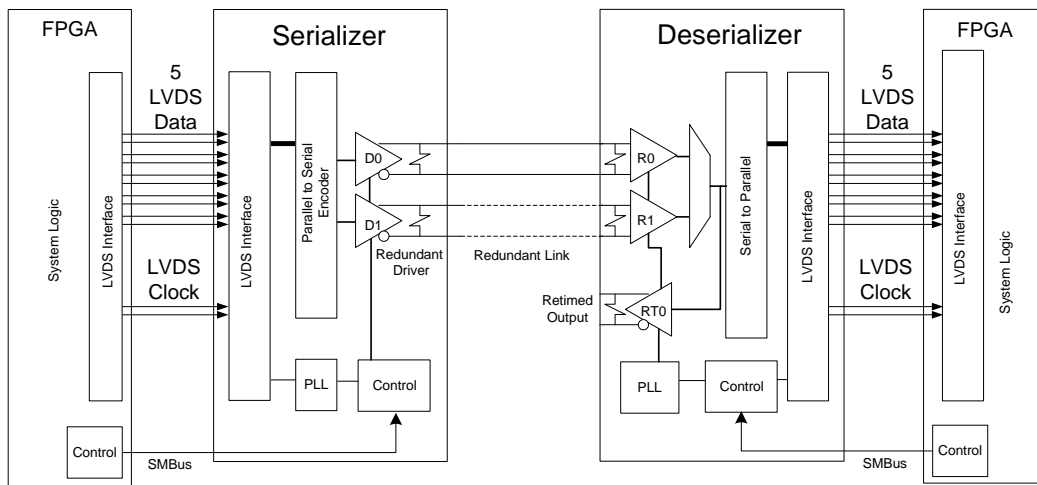 FPGA
Serializer
Deserializer
FPGA
5
LVDS
Data
5
LVDS
Data
System Logic
LVDS Interface
LVDS Interface
Parallel to Serial
Encoder
D0
D1
Redundant
Driver
Redundant Link
R0
R1
Serial to Parallel
LVDS Interface
LVDS Interface
System Logic
LVDS
Clock
LVDS
Clock
Retimed
Output
RT0
PLL
Control
PLL
Control
Control
SMBus
SMBus
Control